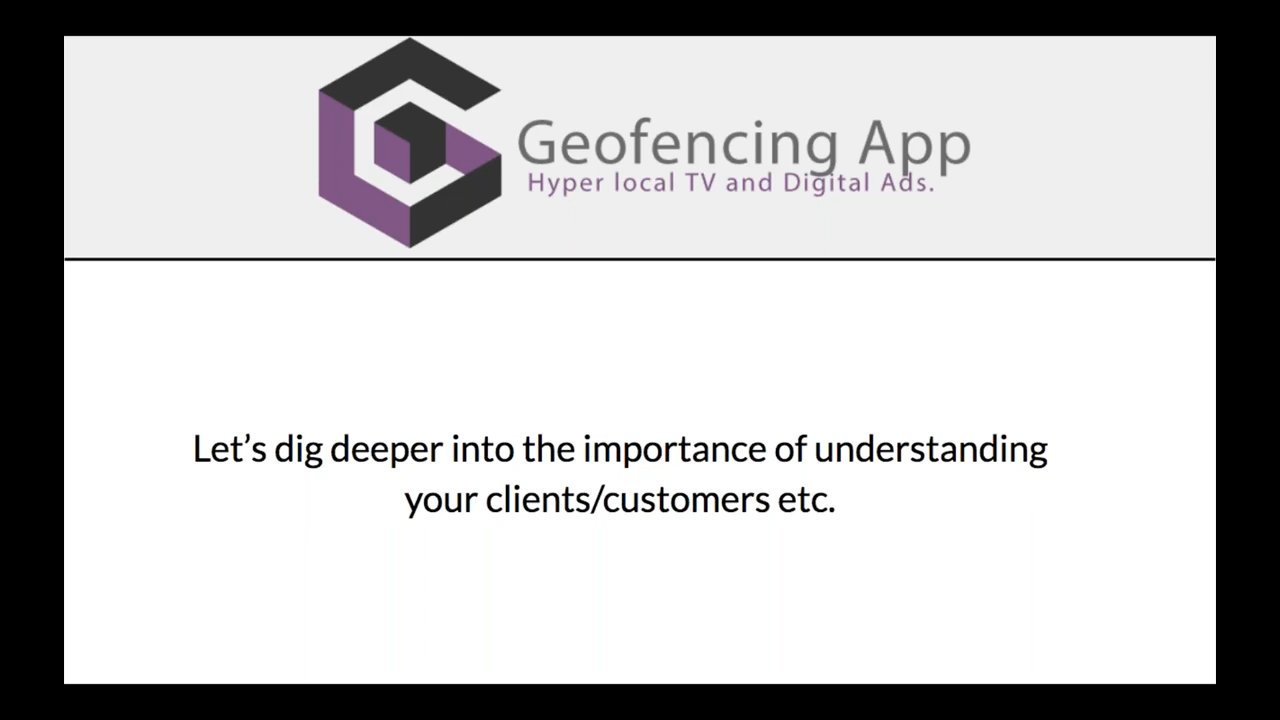 Geofencing App
Hyper local TV and Digital Ads.
Let’s dig deeper into the importance of understanding
your clients/customers etc.